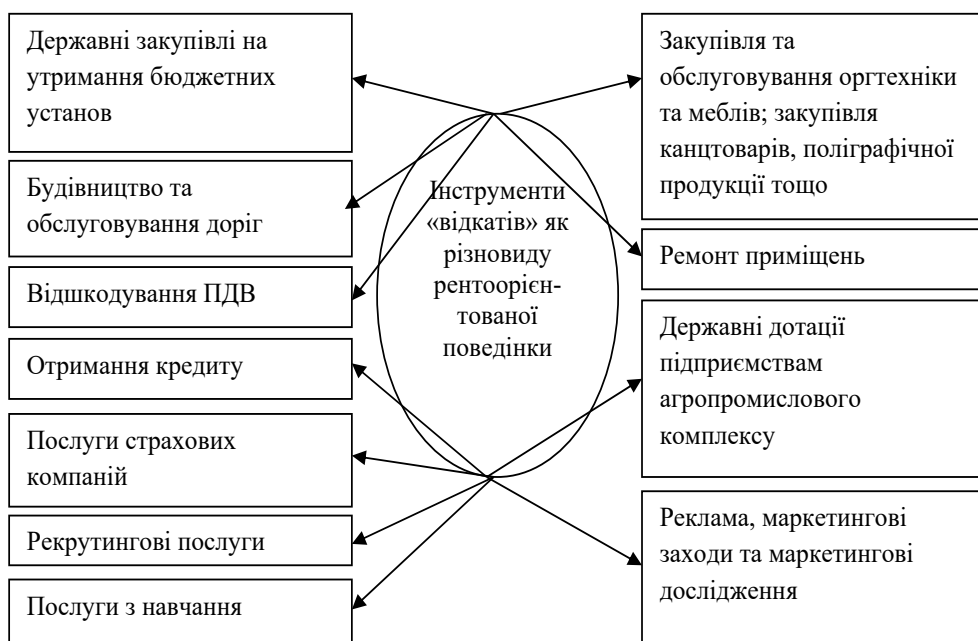 Державні закупівлі на
утримання бюджетних
установ
Будівництво та
обслуговування доріг
Відшкодування ПДВ
Отримання кредиту
Послуги страхових
компаній
Рекрутингові послуги
Послуги з навчання
Інструменти
«відкатів» як
різновиду
рентоорієн-
тованої
поведінки
Закупівля та
обслуговування оргтехніки
та меблів; закупівля
канцтоварів, поліграфічної
продукції тощо
Ремонт приміщень
Державні дотації
підприємствам
агропромислового
комплексу
Реклама, маркетингові
заходи та маркетингові
дослідження